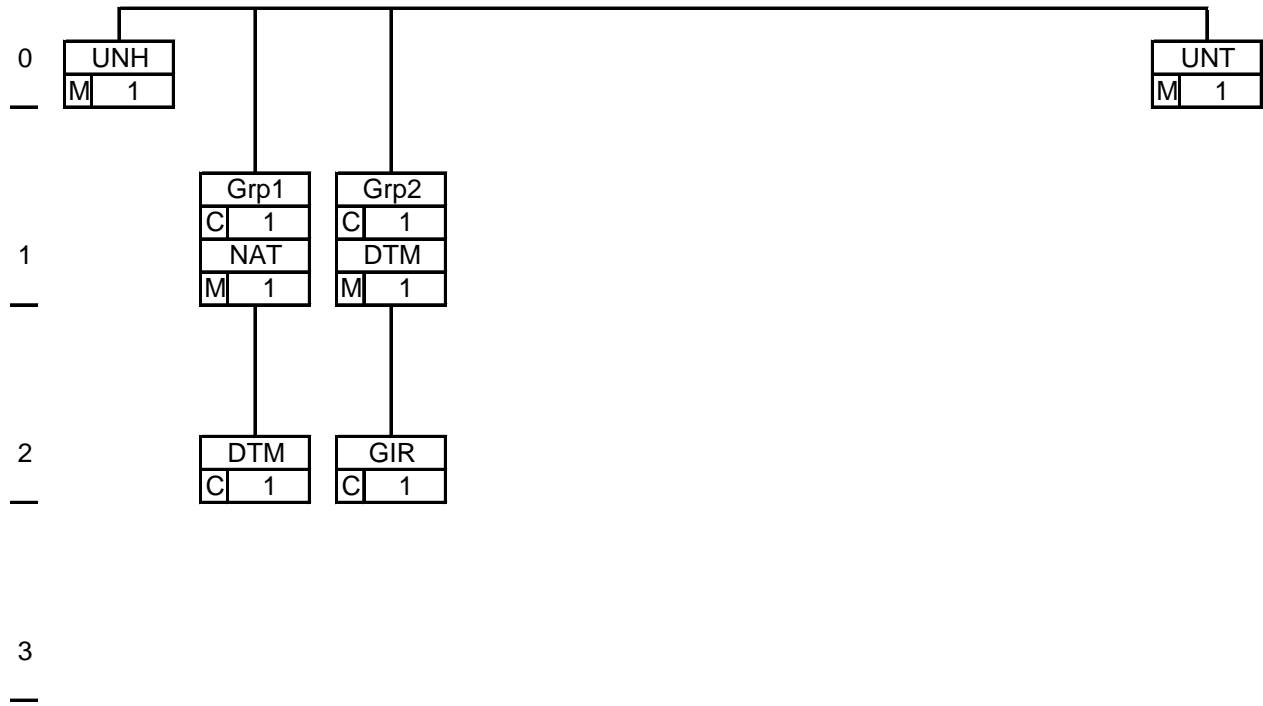 0 UNH UNT
M 1 M 1
Grp1 Grp2
C 1 C 1
1 NAT DTM
M 1 M 1
2 DTM GIR
C 1 C 1
3